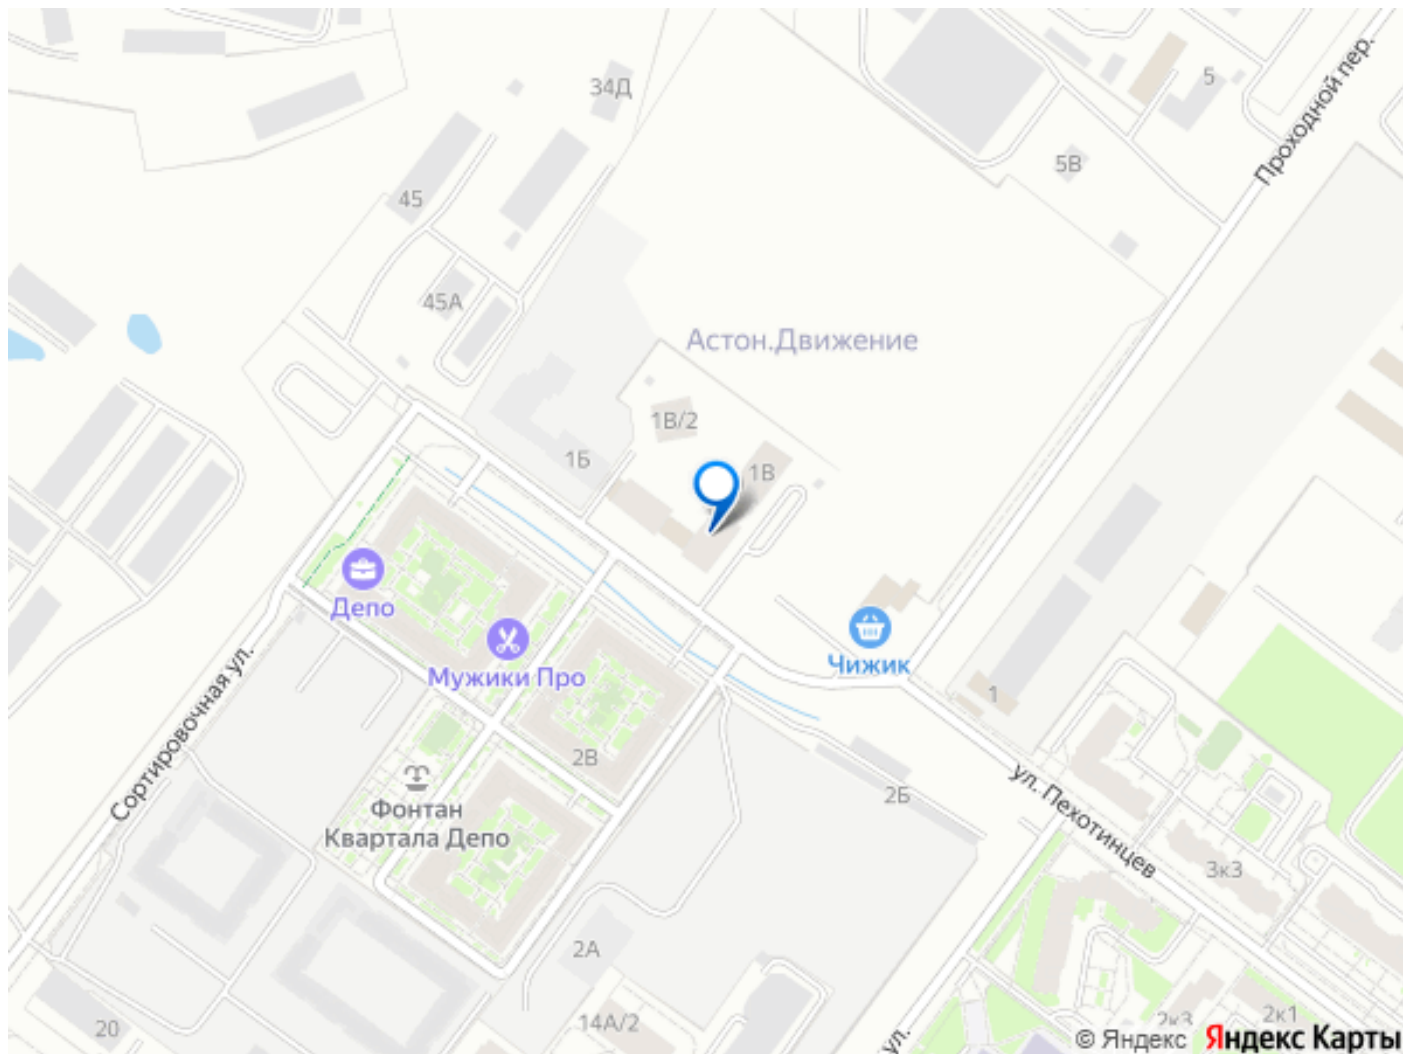 34Д
5
Проходной пер.
5В
45
45А
Астон.Движение
1В/2
1Б
1В
Депо
Мужики Про
Чижик
1
Сортировочная ул.
2В
Фонтан
Квартала Депо
2Б
ул. Пехотинцев
3к3
2А
20
14А/2
ул.
2к3
2к1
© Яндекс Яндекс Карты